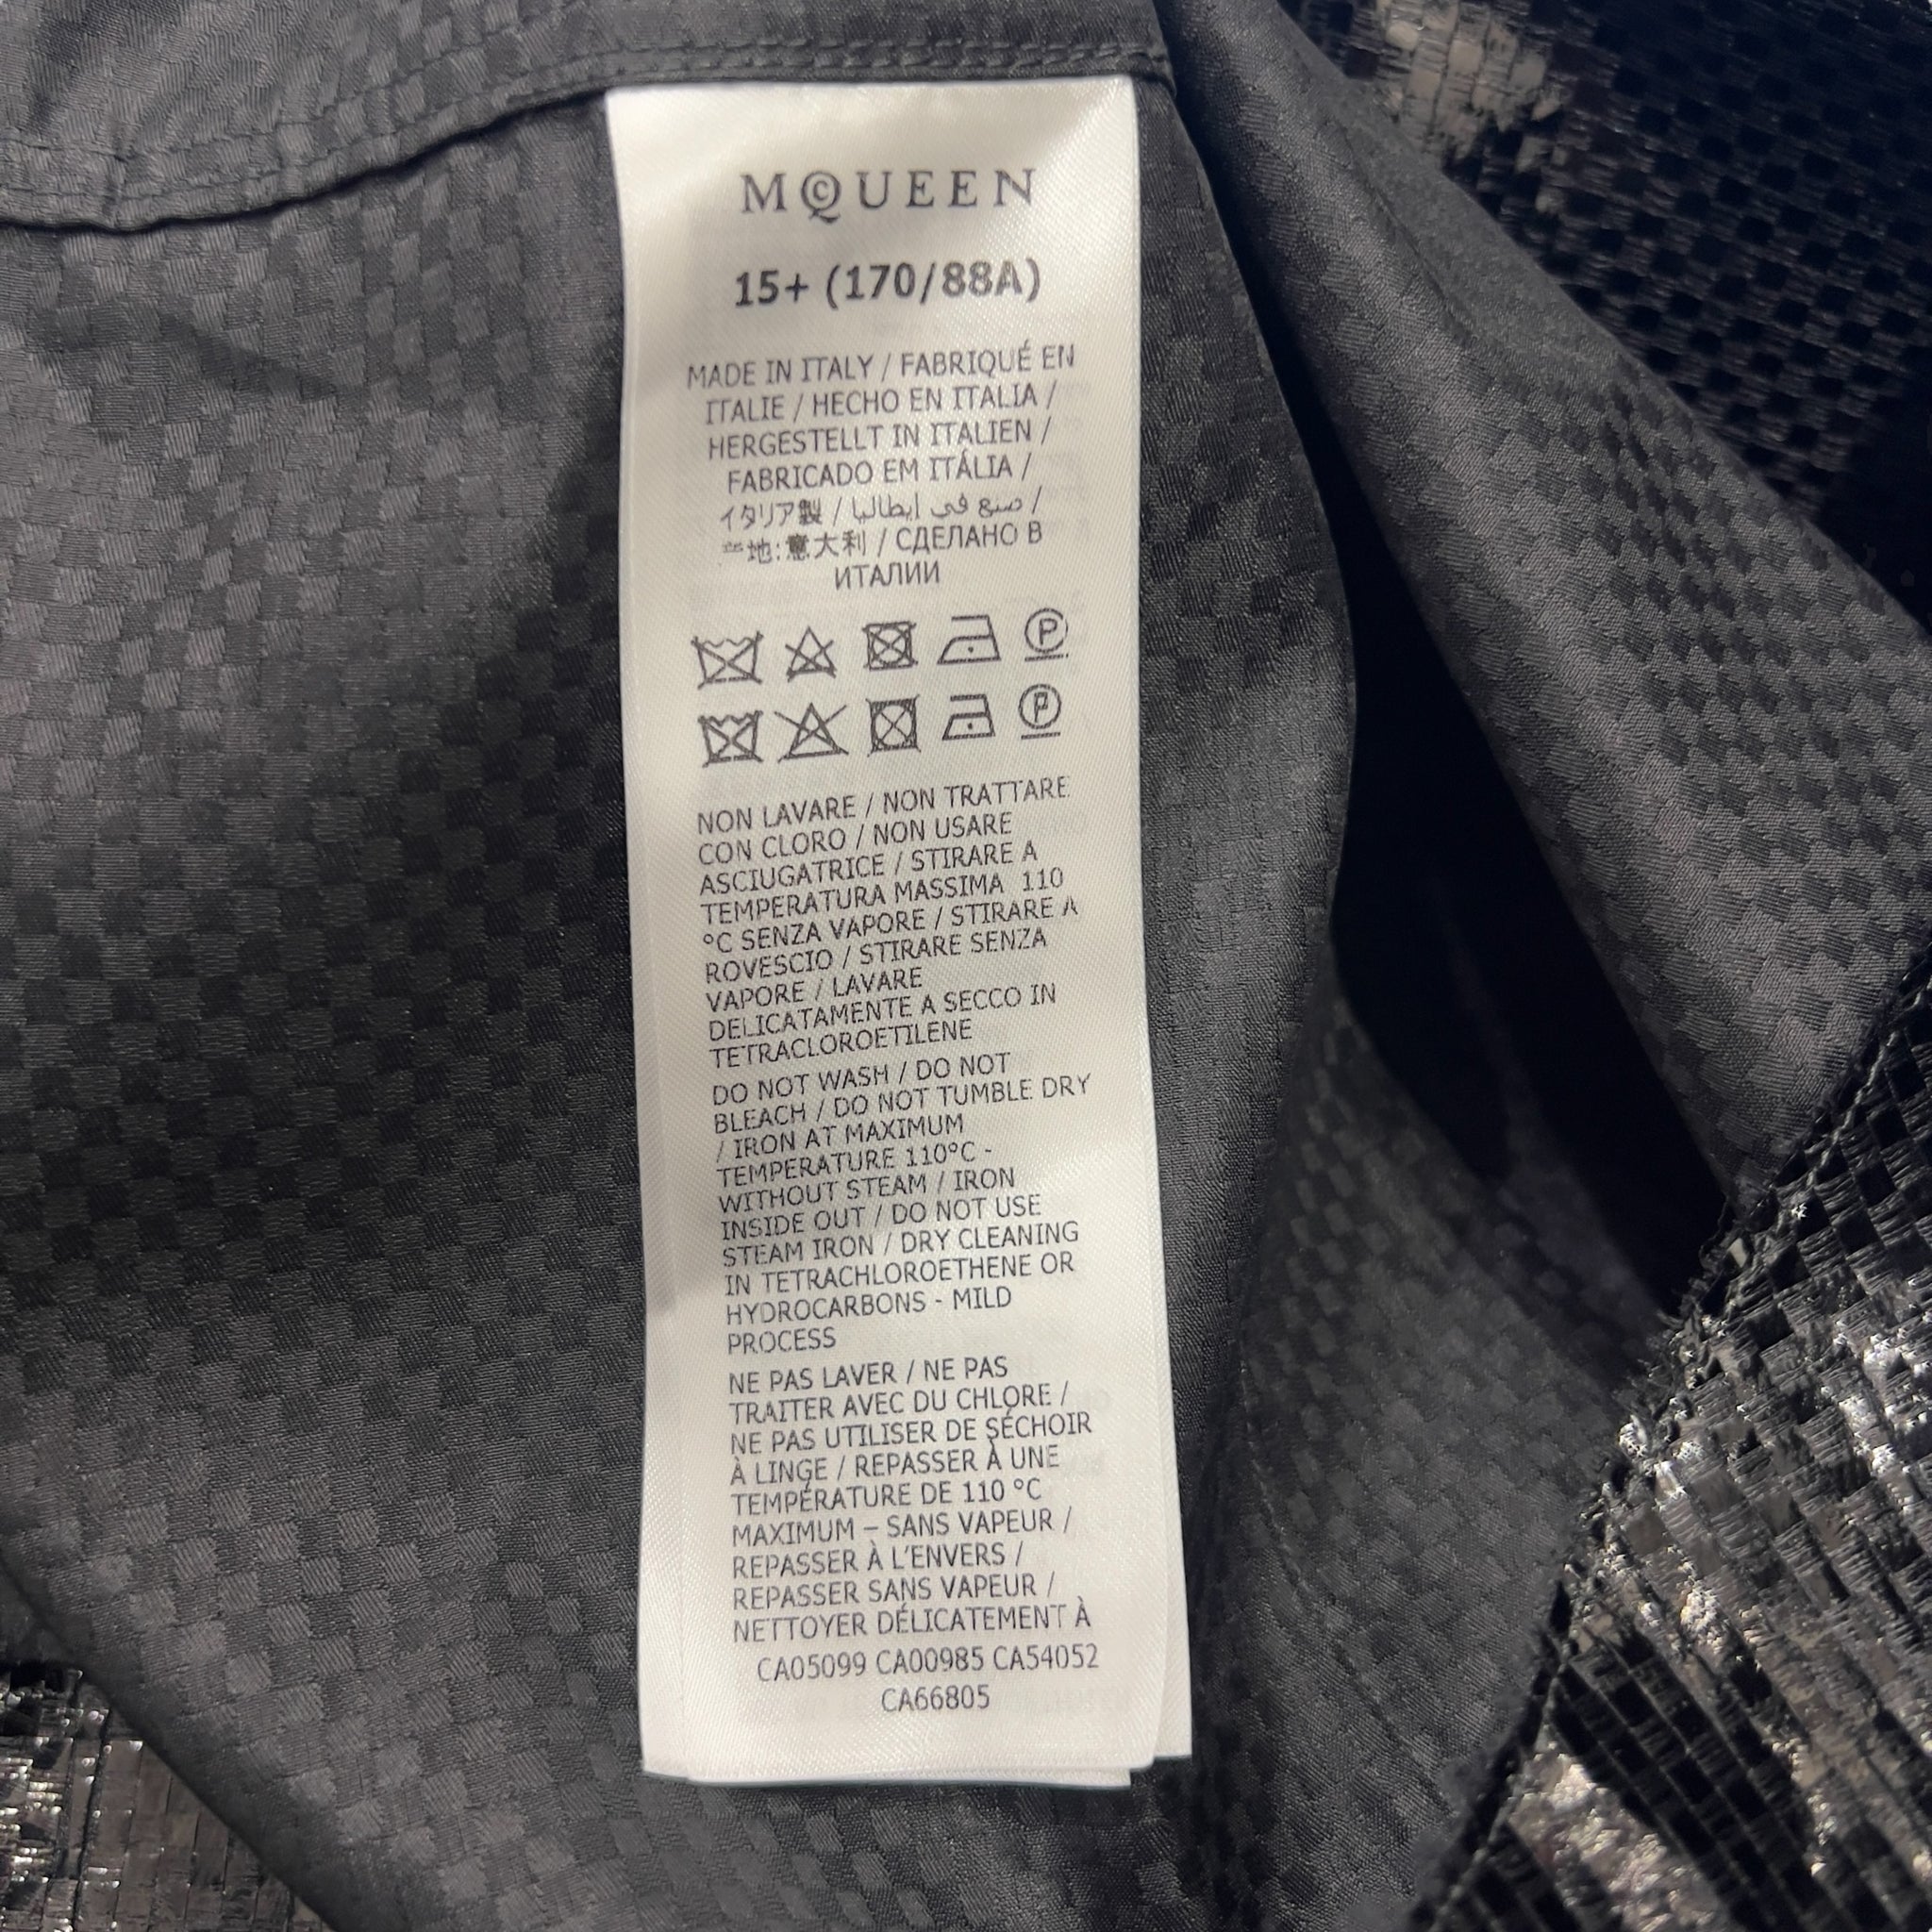 MCQUEEN
15+ (170/88A)
MADE IN ITALY / FABRIQUÉ EN
ITALIE / HECHO EN ITALIA /
HERGESTELLT IN ITALIEN /
FABRICADO EM ITÁLIA /
イタリア製 / صنع في إيطاليا /
产地:意大利 / СДЕЛАНО В
ИТАЛИИ
P
P
NON LAVARE / NON TRATTARE
CON CLORO / NON USARE
ASCIUGATRICE / STIRARE A
TEMPERATURA MASSIMA 110
°C SENZA VAPORE / STIRARE A
ROVESCIO / STIRARE SENZA
VAPORE / LAVARE
DELICATAMENTE A SECCO IN
TETRACLOROETILENE
DO NOT WASH / DO NOT
BLEACH / DO NOT TUMBLE DRY
/ IRON AT MAXIMUM
TEMPERATURE 110°C -
WITHOUT STEAM / IRON
INSIDE OUT / DO NOT USE
STEAM IRON / DRY CLEANING
IN TETRACHLOROETHENE OR
HYDROCARBONS - MILD
PROCESS
NE PAS LAVER / NE PAS
TRAITER AVEC DU CHLORE /
NE PAS UTILISER DE SÉCHOIR
À LINGE / REPASSER À UNE
TEMPÉRATURE DE 110 °C
MAXIMUM – SANS VAPEUR /
REPASSER À L'ENVERS /
REPASSER SANS VAPEUR /
NETTOYER DÉLICATEMENT À
CA05099 CA00985 CA54052
CA66805